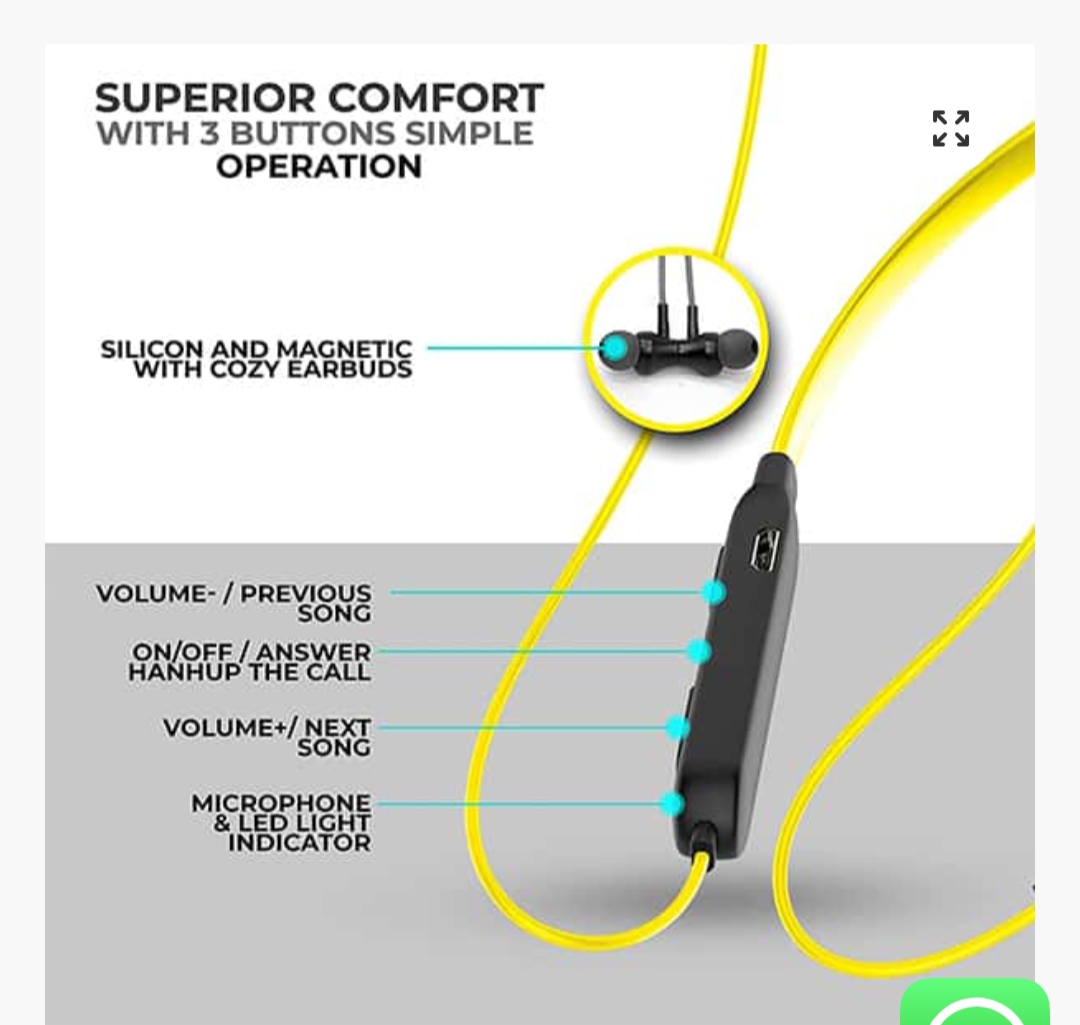 SUPERIOR COMFORT
WITH 3 BUTTONS SIMPLE
OPERATION
SILICON AND MAGNETIC
WITH COZY EARBUDS
VOLUME- / PREVIOUS
SONG
ON/OFF / ANSWER
HANHUP THE CALL
VOLUME+/ NEXT
SONG
MICROPHONE
& LED LIGHT
INDICATOR